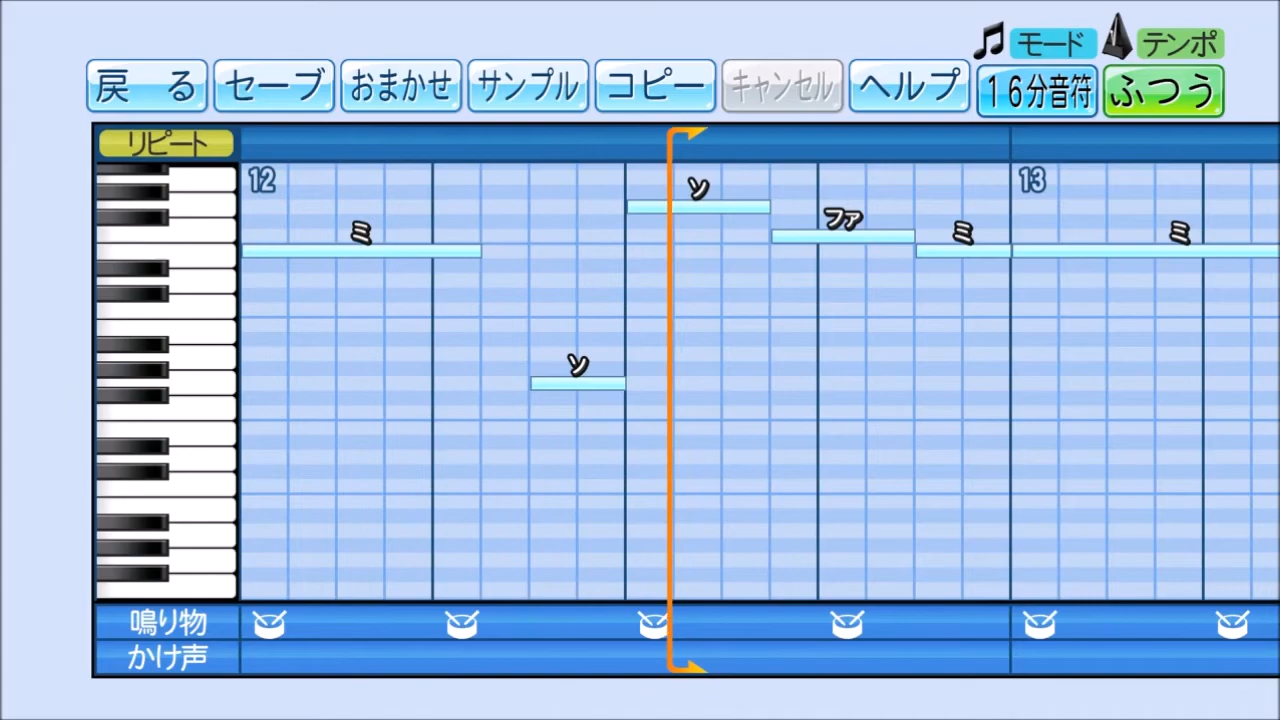 モード テンポ
戻る セーブ おまかせ サンプル コピー キャンセル ヘルプ 16分音符 ふつう
リピート
12 13
ソ
ファ
ミ ミ ミ
ソ
鳴り物
かけ声